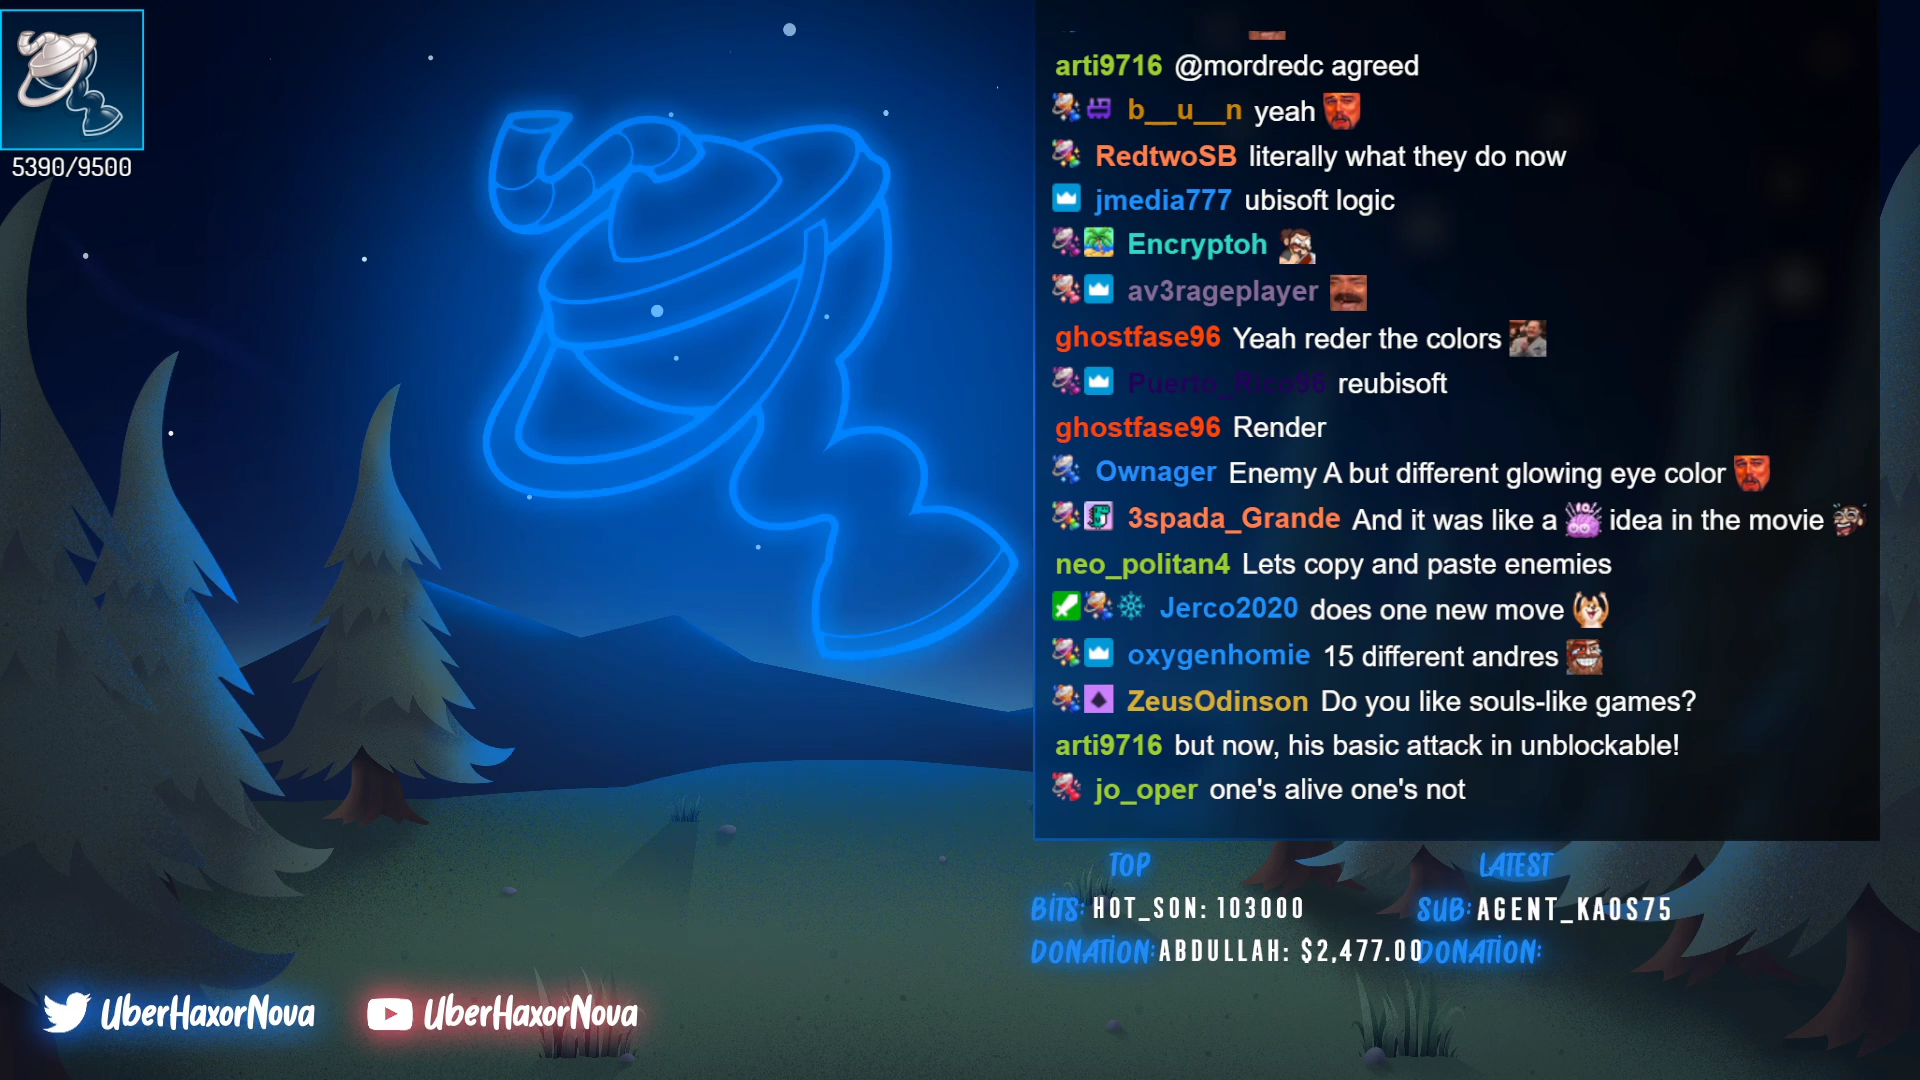 5390/9500
arti9716 @mordredc agreed
b__u__n yeah
RedtwoSB literally what they do now
jmedia777 ubisoft logic
Encryptoh
av3rageplayer
ghostfase96 Yeah reder the colors
Puerto_Rico96 reubisoft
ghostfase96 Render
Ownager Enemy A but different glowing eye color
3spada_Grande And it was like a idea in the movie
neo_politan4 Lets copy and paste enemies
Jerco2020 does one new move
oxygenhomie 15 different andres
ZeusOdinson Do you like souls-like games?
arti9716 but now, his basic attack in unblockable!
jo_oper one's alive one's not
TOP
BITS: HOT_SON: 103000
DONATION: ABDULLAH: $2,477.00
LATEST
SUB: AGENT_KAOS75
DONATION:
UberHaxorNova
UberHaxorNova